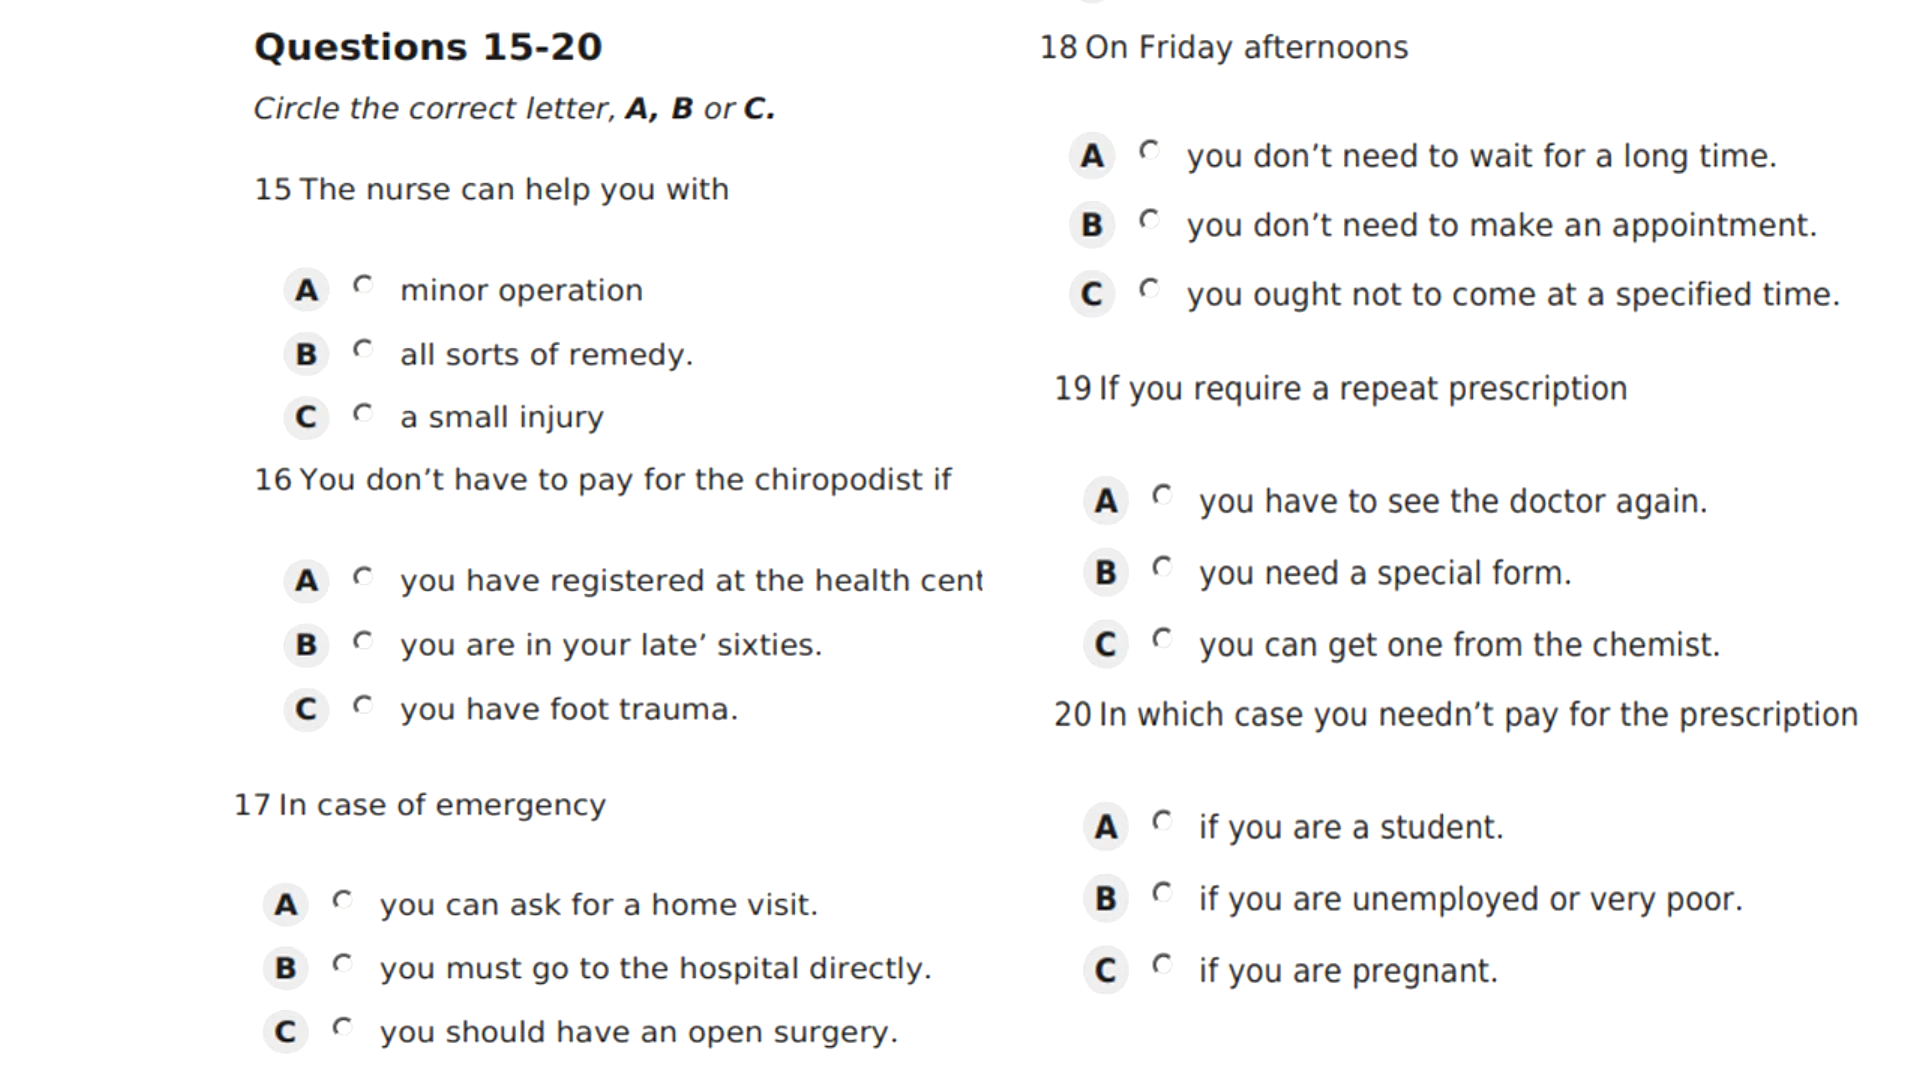 Questions 15-20
Circle the correct letter, A, B or C.
15 The nurse can help you with
A minor operation
B all sorts of remedy.
C a small injury
16 You don’t have to pay for the chiropodist if
A you have registered at the health cent
B you are in your late’ sixties.
C you have foot trauma.
17 In case of emergency
A you can ask for a home visit.
B you must go to the hospital directly.
C you should have an open surgery.
18 On Friday afternoons
A you don’t need to wait for a long time.
B you don’t need to make an appointment.
C you ought not to come at a specified time.
19 If you require a repeat prescription
A you have to see the doctor again.
B you need a special form.
C you can get one from the chemist.
20 In which case you needn’t pay for the prescription
A if you are a student.
B if you are unemployed or very poor.
C if you are pregnant.